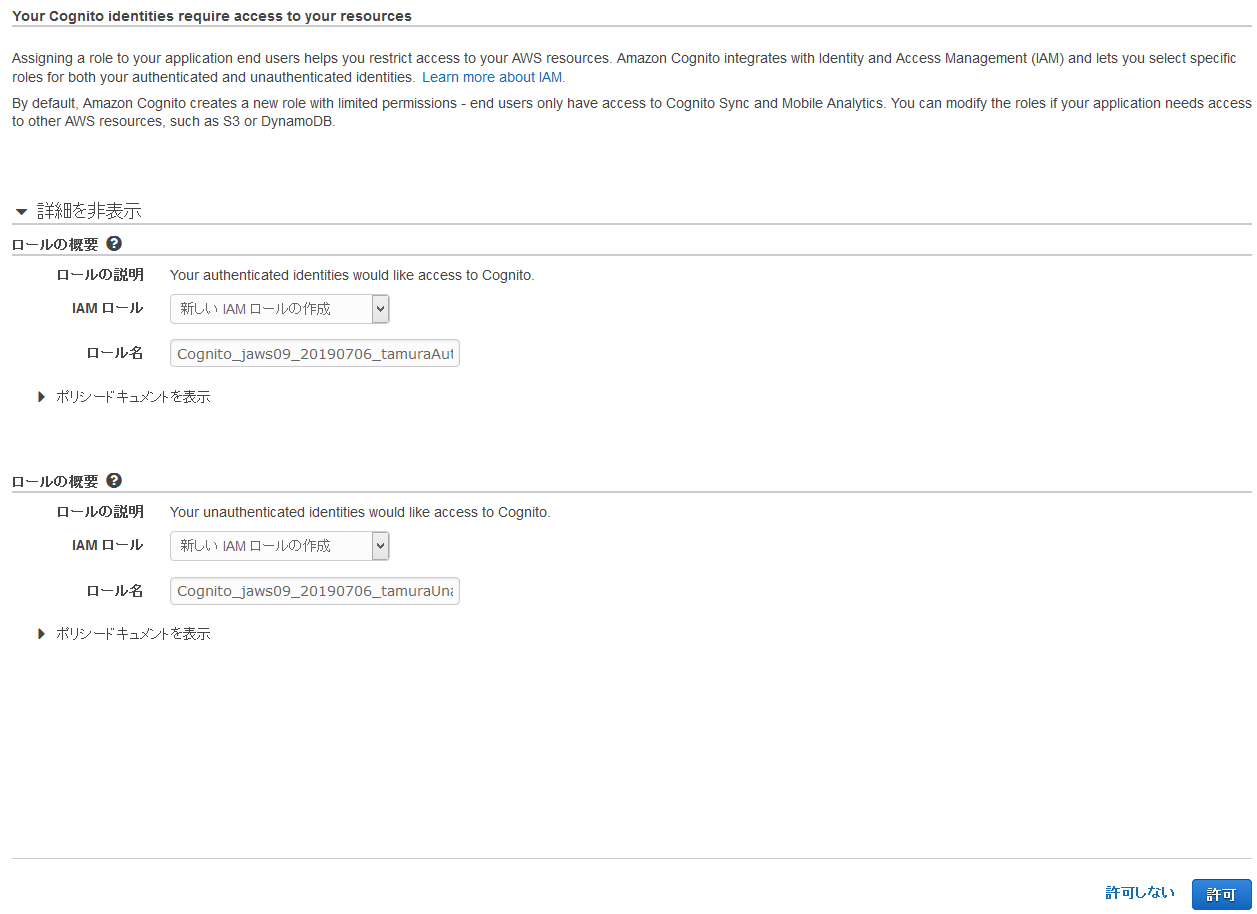 Your Cognito identities require access to your resources
Assigning a role to your application end users helps you restrict access to your AWS resources. Amazon Cognito integrates with Identity and Access Management (IAM) and lets you select specific
roles for both your authenticated and unauthenticated identities. Learn more about IAM.
By default, Amazon Cognito creates a new role with limited permissions - end users only have access to Cognito Sync and Mobile Analytics. You can modify the roles if your application needs access
to other AWS resources, such as S3 or DynamoDB.
詳細を非表示
ロールの概要
ロールの説明 Your authenticated identities would like access to Cognito.
IAM ロール 新しい IAM ロールの作成
ロール名 Cognito_jaws09_20190706_tamuraAut
ポリシードキュメントを表示
ロールの概要
ロールの説明 Your unauthenticated identities would like access to Cognito.
IAM ロール 新しい IAM ロールの作成
ロール名 Cognito_jaws09_20190706_tamuraUna
ポリシードキュメントを表示
許可しない 許可